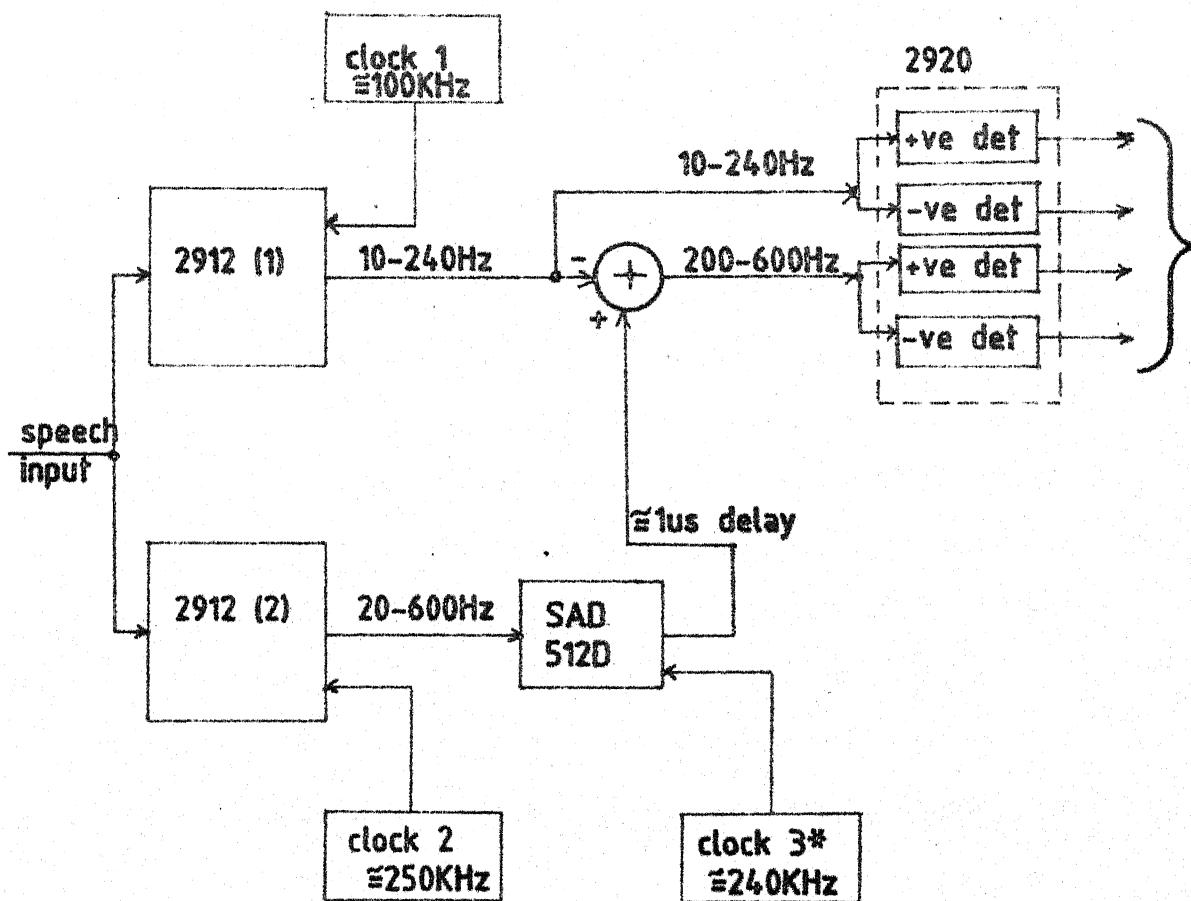 clock 1
≅100KHz
2920
+ve det
10-240Hz
-ve det
2912 (1)
10-240Hz
-
+
200-600Hz
+ve det
+
-ve det
speech
input
≅1us delay
2912 (2)
20-600Hz
SAD
512D
clock 2
≅250KHz
clock 3*
≅240KHz